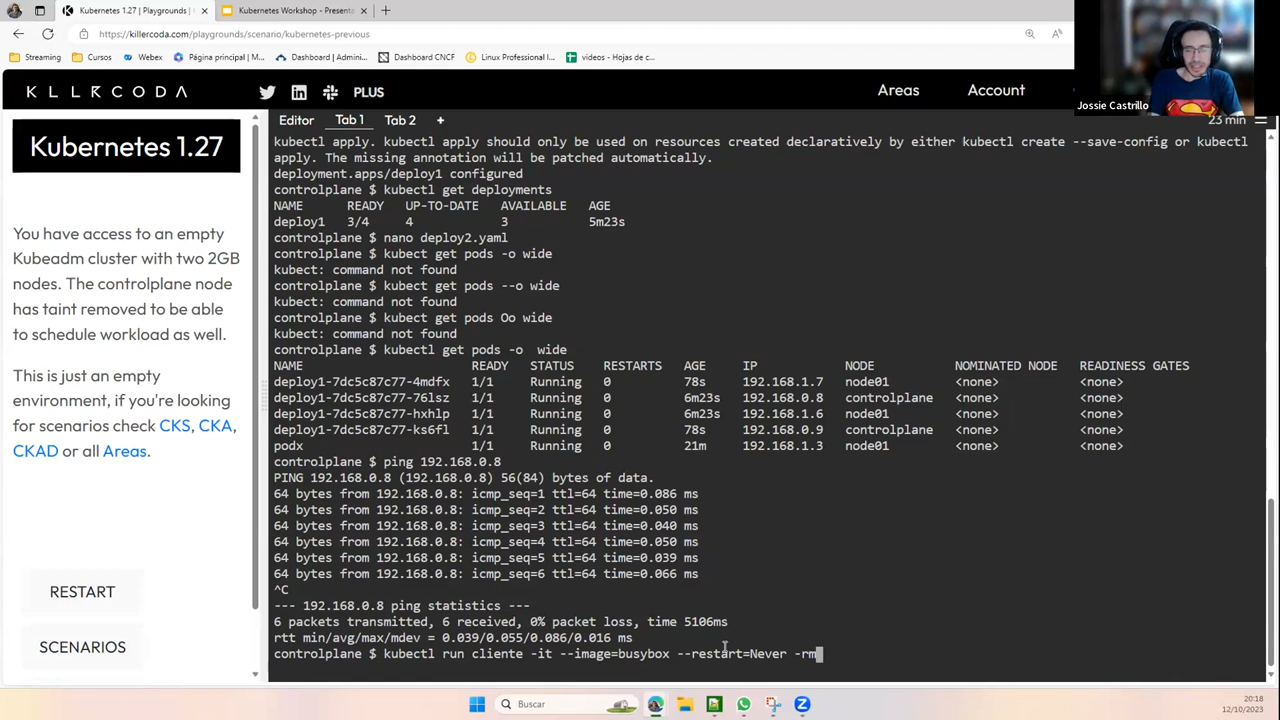 Kubernetes 1.27 | Playgrounds |
Kubernetes Workshop - Presenta
https://killercoda.com/playgrounds/scenario/kubernetes-previous
Streaming
Cursos
Webex
Página principal | M...
Dashboard | Admini...
Dashboard CNCF
Linux Professional I...
videos - Hojas de c...
Jossie Castrillo
KLLRCODA
PLUS
Areas
Account
23 min
Editor
Tab 1
Tab 2
+
Kubernetes 1.27
You have access to an empty
Kubeadm cluster with two 2GB
nodes. The controlplane node
has taint removed to be able
to schedule workload as well.
This is just an empty
environment, if you're looking
for scenarios check CKS, CKA,
CKAD or all Areas.
RESTART
SCENARIOS
kubectl apply. kubectl apply should only be used on resources created declaratively by either kubectl create --save-config or kubectl
apply. The missing annotation will be patched automatically.
deployment.apps/deploy1 configured
controlplane $ kubectl get deployments
NAME READY UP-TO-DATE AVAILABLE AGE
deploy1 3/4 4 3 5m23s
controlplane $ nano deploy2.yaml
controlplane $ kubect get pods -o wide
kubect: command not found
controlplane $ kubect get pods --o wide
kubect: command not found
controlplane $ kubect get pods Oo wide
kubect: command not found
controlplane $ kubectl get pods -o  wide
NAME READY STATUS RESTARTS AGE IP NODE NOMINATED NODE READINESS GATES
deploy1-7dc5c87c77-4mdfx 1/1 Running 0 78s 192.168.1.7 node01 <none> <none>
deploy1-7dc5c87c77-76lsz 1/1 Running 0 6m23s 192.168.0.8 controlplane <none> <none>
deploy1-7dc5c87c77-hxhlp 1/1 Running 0 6m23s 192.168.1.6 node01 <none> <none>
deploy1-7dc5c87c77-ks6fl 1/1 Running 0 78s 192.168.0.9 controlplane <none> <none>
podx 1/1 Running 0 21m 192.168.1.3 node01 <none> <none>
controlplane $ ping 192.168.0.8
PING 192.168.0.8 (192.168.0.8) 56(84) bytes of data.
64 bytes from 192.168.0.8: icmp_seq=1 ttl=64 time=0.086 ms
64 bytes from 192.168.0.8: icmp_seq=2 ttl=64 time=0.050 ms
64 bytes from 192.168.0.8: icmp_seq=3 ttl=64 time=0.040 ms
64 bytes from 192.168.0.8: icmp_seq=4 ttl=64 time=0.050 ms
64 bytes from 192.168.0.8: icmp_seq=5 ttl=64 time=0.039 ms
64 bytes from 192.168.0.8: icmp_seq=6 ttl=64 time=0.066 ms
^C
--- 192.168.0.8 ping statistics ---
6 packets transmitted, 6 received, 0% packet loss, time 5106ms
rtt min/avg/max/mdev = 0.039/0.055/0.086/0.016 ms
controlplane $ kubectl run cliente -it --image=busybox --restart=Never -rm
Buscar
20:18
12/10/2023